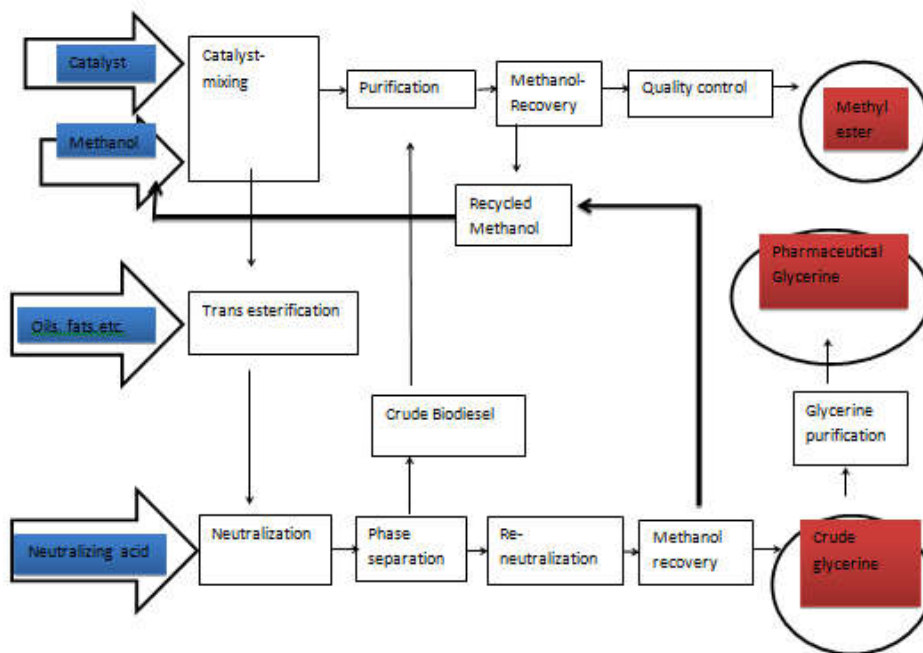 Catalyst
Catalyst-
mixing
Purification
Methanol-
Recovery
Quality control
Methyl
ester
Methanol
Recycled
Methanol
Pharmaceutical
Glycerine
Oils, fats,etc.
Trans esterification
Crude Biodiesel
Glycerine
purification
Neutralizing acid
Neutralization
Phase
separation
Re-
neutralization
Methanol
recovery
Crude
glycerine